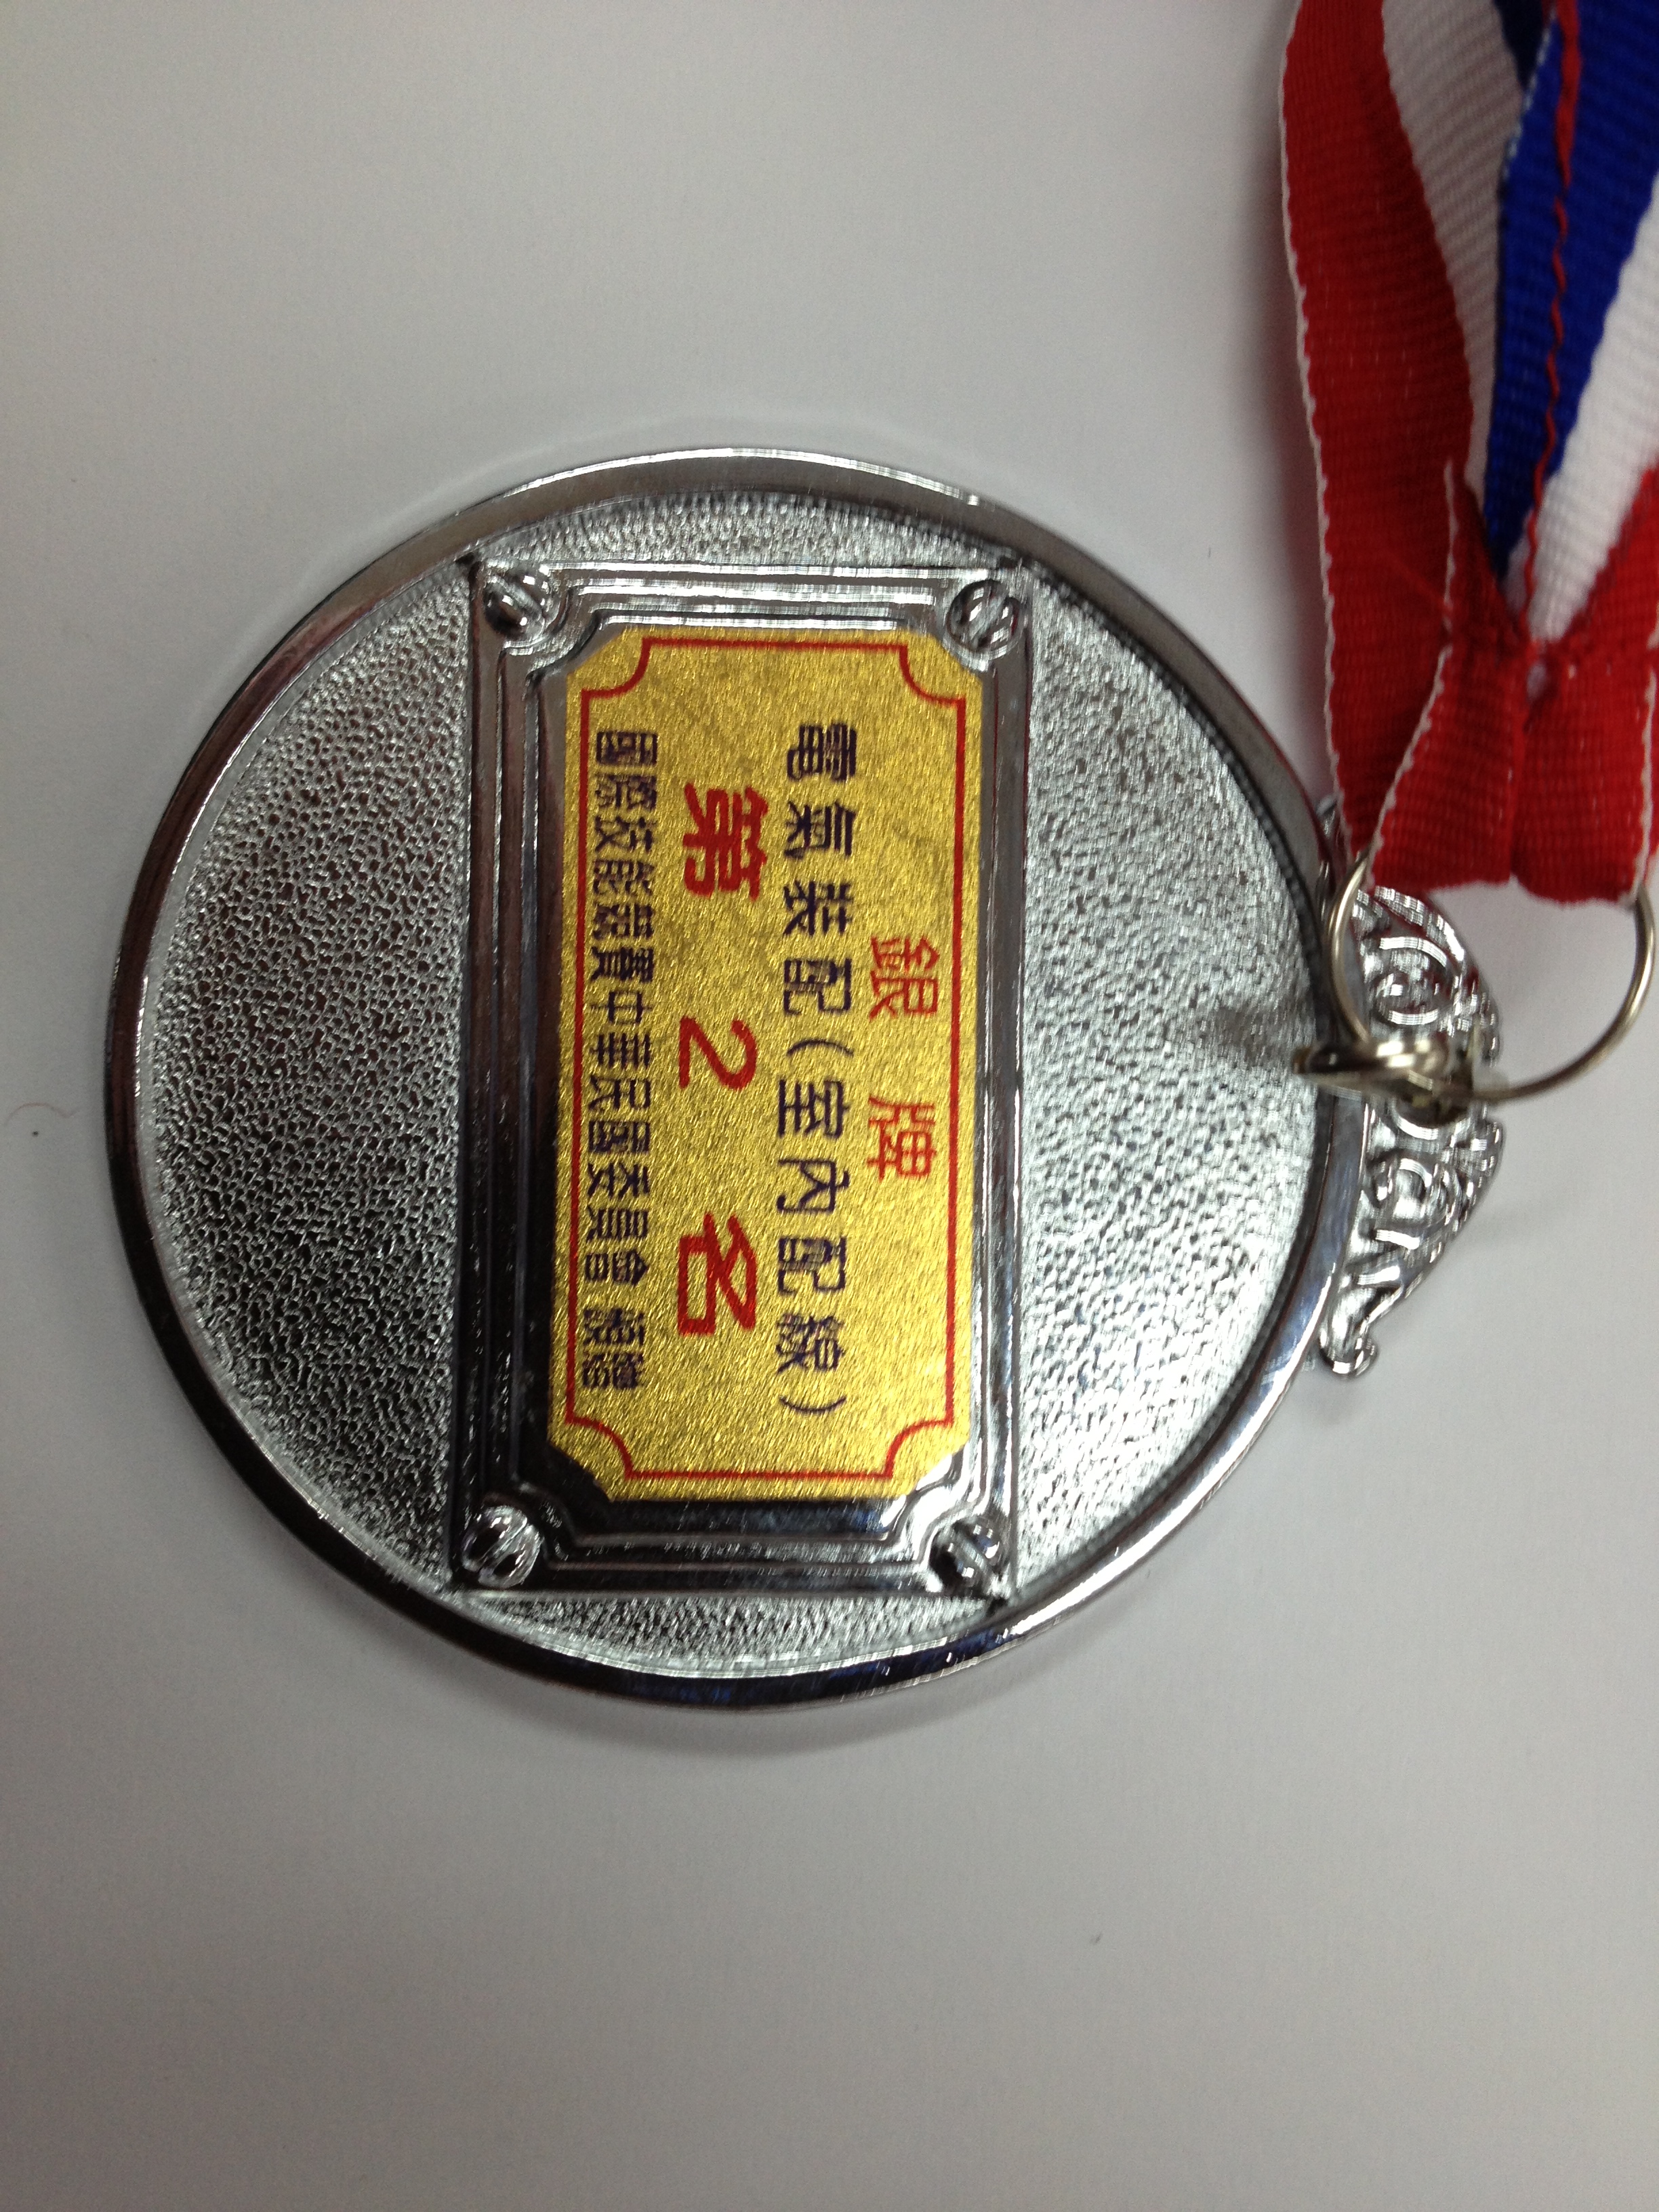 銀牌
電氣裝配(室內配線)
第2名
國際技能競賽中華民國委員會 頒贈